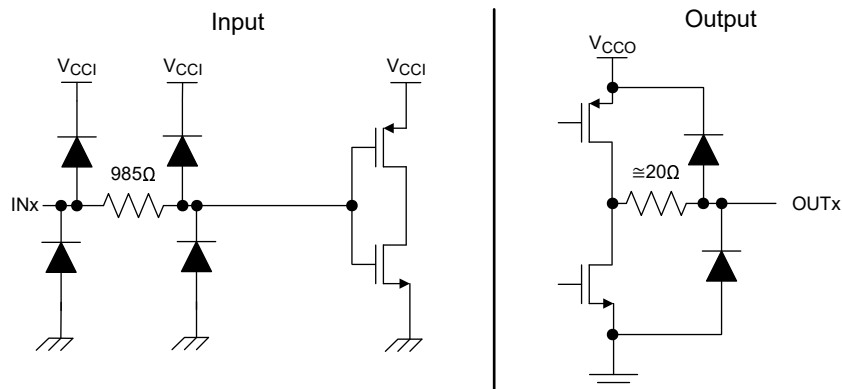 Input
Output
VCCI
VCCI
VCCI
VCCO
985Ω
≅20Ω
INx
OUTx